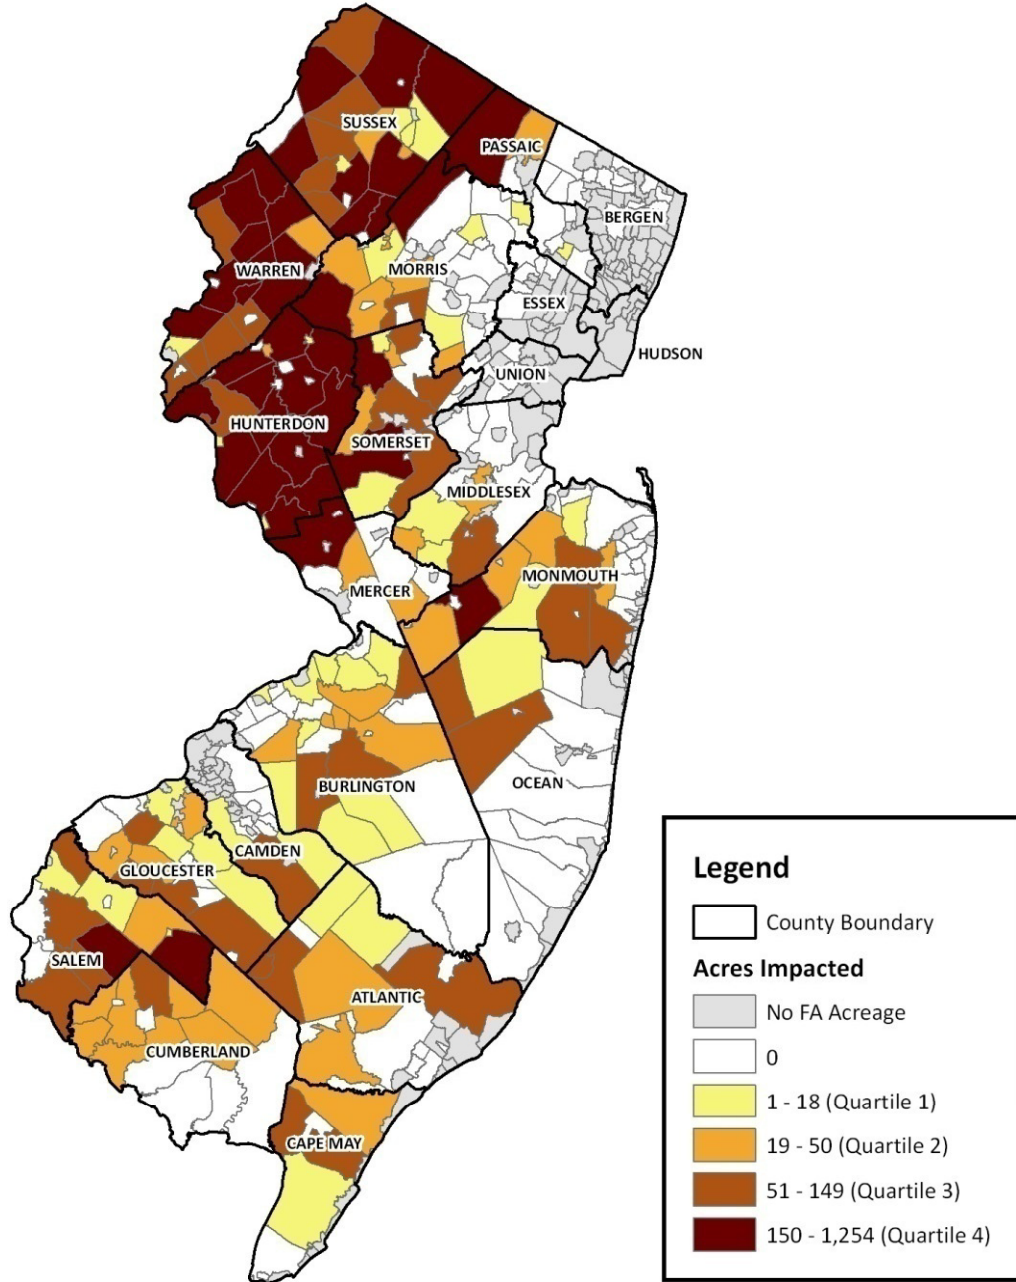 SUSSEX
PASSAIC
BERGEN
WARREN
MORRIS
ESSEX
HUDSON
UNION
HUNTERDON
SOMERSET
MIDDLESEX
MONMOUTH
MERCER
OCEAN
BURLINGTON
CAMDEN
GLOUCESTER
SALEM
ATLANTIC
CUMBERLAND
CAPE MAY
Legend
County Boundary
Acres Impacted
No FA Acreage
0
1 - 18 (Quartile 1)
19 - 50 (Quartile 2)
51 - 149 (Quartile 3)
150 - 1,254 (Quartile 4)